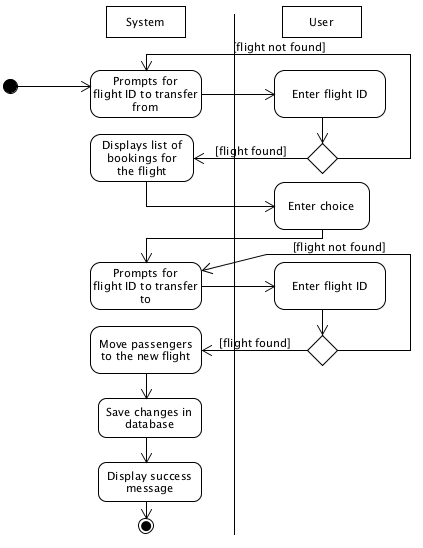 System
User
[flight not found]
Prompts for
flight ID to transfer
from
Enter flight ID
Displays list of
bookings for
the flight
[flight found]
Enter choice
[flight not found]
Prompts for
flight ID to transfer
to
Enter flight ID
Move passengers
to the new flight
[flight found]
Save changes in
database
Display success
message